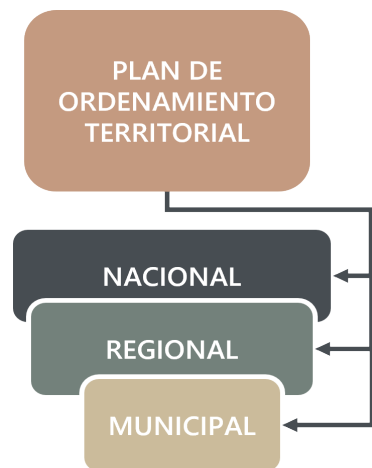 PLAN DE
ORDENAMIENTO
TERRITORIAL
NACIONAL
REGIONAL
MUNICIPAL